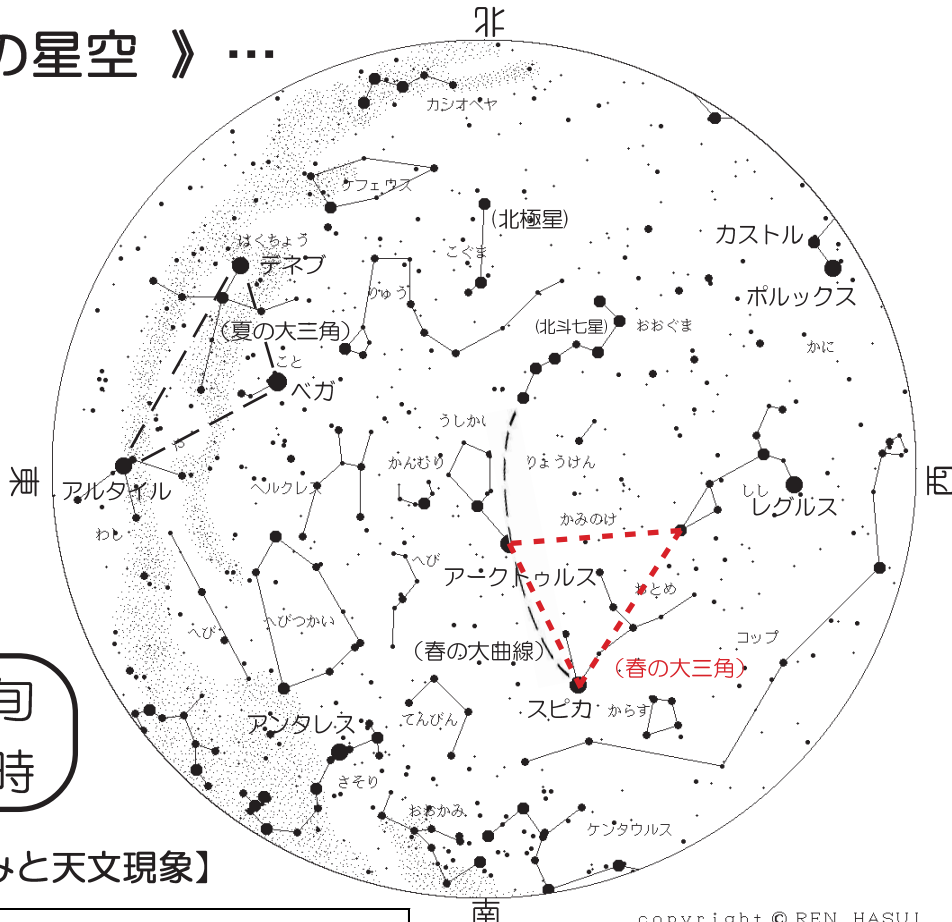 北
の星空 》…
カシオペヤ
ケフェウス
(北極星)
カストル
はくちょう
こぐま
デネブ
りゅう
ポルックス
(北斗七星)
おおぐま
(夏の大三角)
かに
こと
ベガ
うしかい
や
かんむり
りょうけん
東
西
アルタイル
ヘルクレス
しし
レグルス
わし
かみのけ
へび
アークトゥルス
おとめ
へび
へびつかい
コップ
(春の大曲線)
(春の大三角)
旬
スピカ
からす
てんびん
アンタレス
時
さそり
おおかみ
ケンタウルス
みと天文現象】
南
copyright © REN HASUI